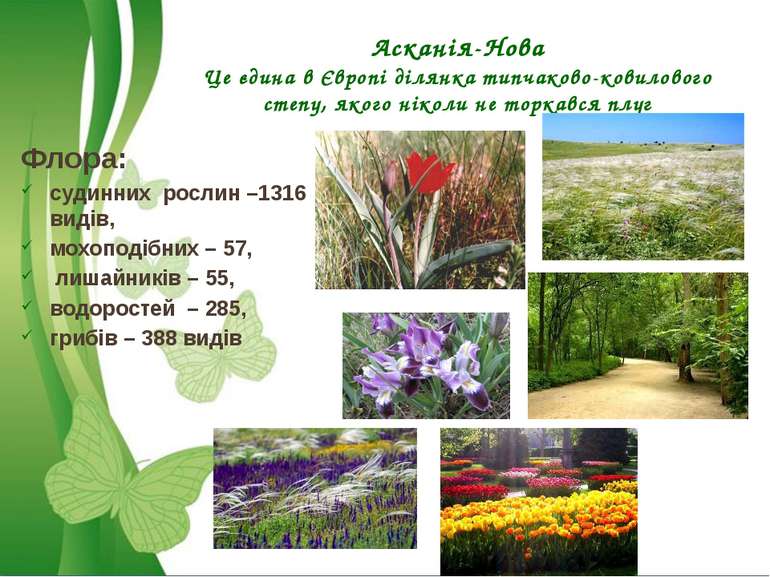 Асканія-Нова
Це єдина в Європі ділянка типчаково-ковилового
степу, якого ніколи не торкався плуг
Флора:
судинних рослин –1316
видів,
мохоподібних – 57,
лишайників – 55,
водоростей – 285,
грибів – 388 видів